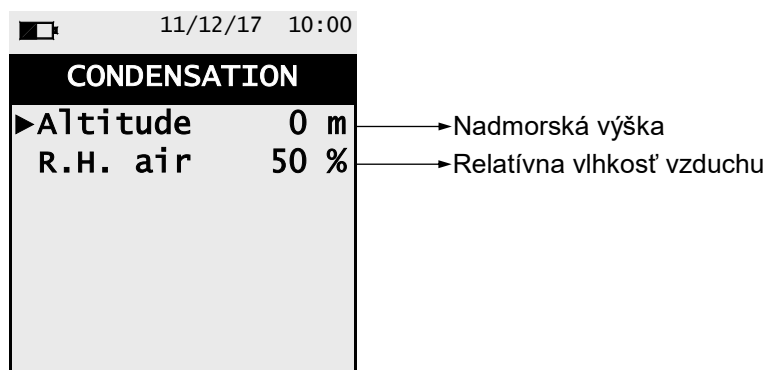 11/12/17 10:00
CONDENSATION
►Altitude 0 m
Nadmorská výška
R.H. air 50 %
Relatívna vlhkosť vzduchu